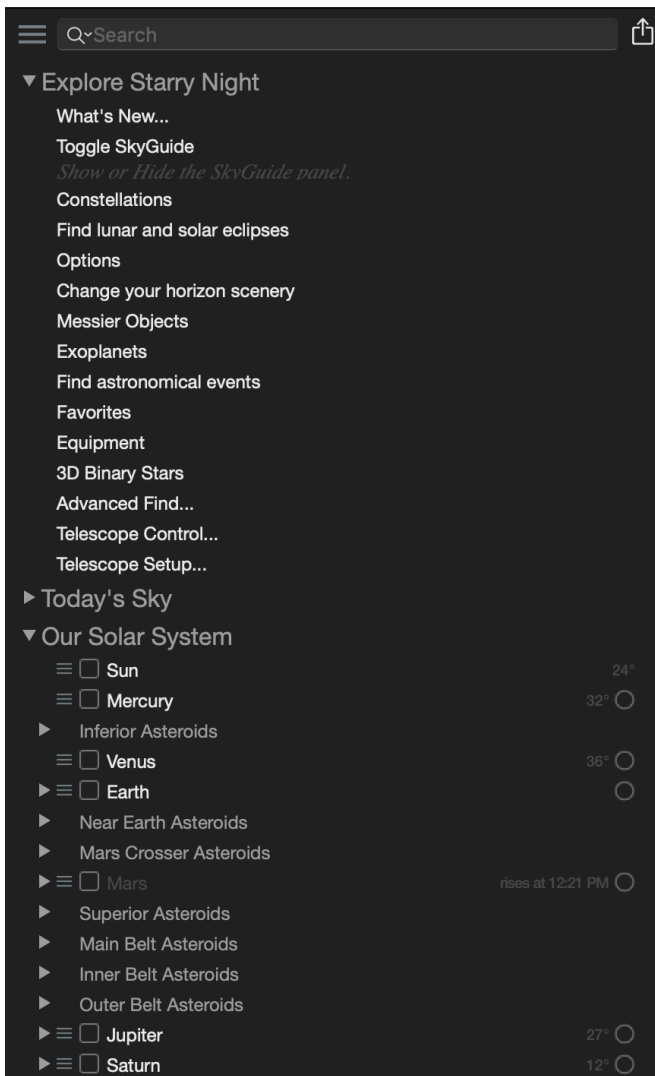 Search
Explore Starry Night
What's New...
Toggle SkyGuide
Show or Hide the SkyGuide panel.
Constellations
Find lunar and solar eclipses
Options
Change your horizon scenery
Messier Objects
Exoplanets
Find astronomical events
Favorites
Equipment
3D Binary Stars
Advanced Find...
Telescope Control...
Telescope Setup...
Today's Sky
Our Solar System
Sun 24°
Mercury 32°
Inferior Asteroids
Venus 36°
Earth
Near Earth Asteroids
Mars Crosser Asteroids
Mars rises at 12:21 PM
Superior Asteroids
Main Belt Asteroids
Inner Belt Asteroids
Outer Belt Asteroids
Jupiter 27°
Saturn 12°